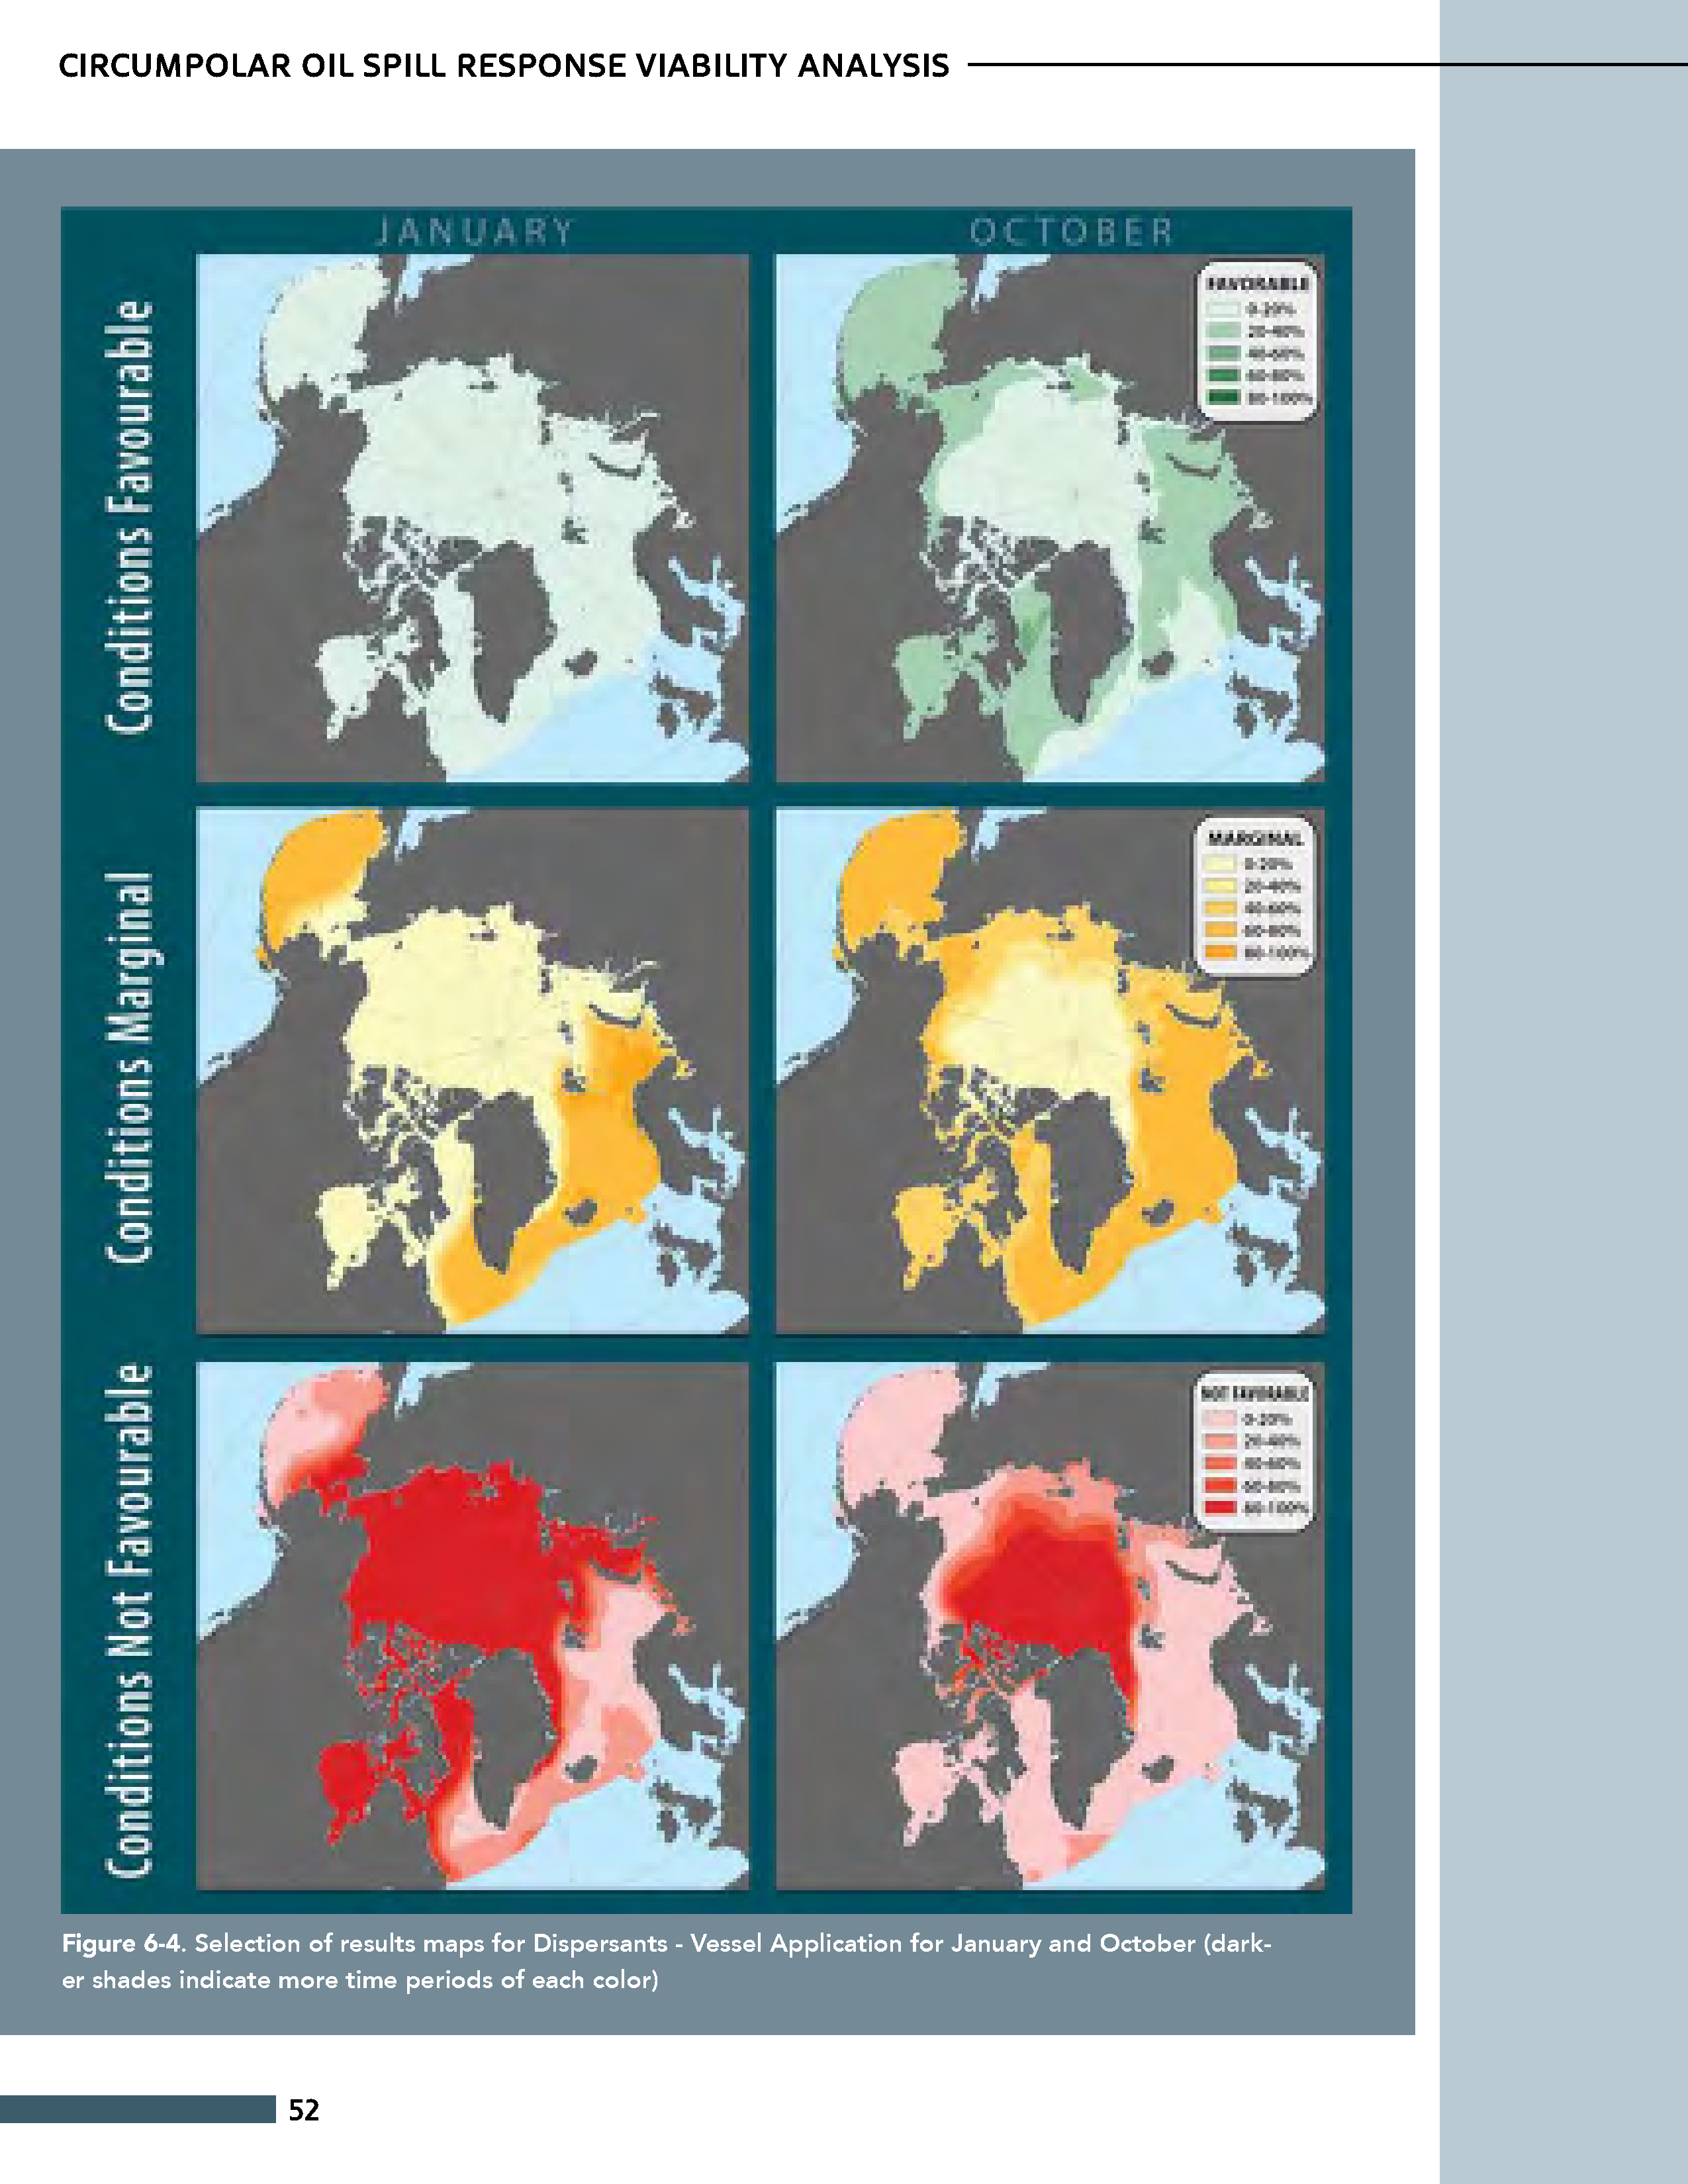 CIRCUMPOLAR OIL SPILL RESPONSE VIABILITY ANALYSIS
JANUARY
OCTOBER
Conditions Favourable
FAVORABLE
0-20%
20-40%
40-60%
60-80%
80-100%
Conditions Marginal
MARGINAL
0-20%
20-40%
40-60%
60-80%
80-100%
Conditions Not Favourable
NOT FAVORABLE
0-20%
20-40%
40-60%
60-80%
80-100%
Figure 6-4. Selection of results maps for Dispersants - Vessel Application for January and October (dark-
er shades indicate more time periods of each color)
52